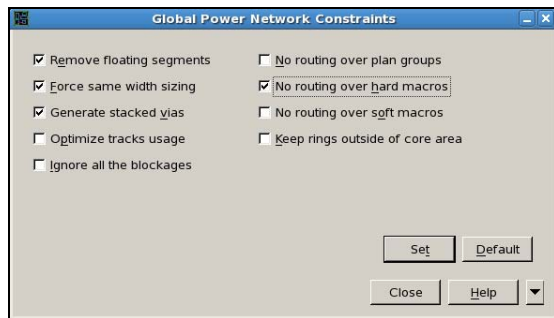 Global Power Network Constraints
Remove floating segments
No routing over plan groups
Force same width sizing
No routing over hard macros
Generate stacked vias
No routing over soft macros
Optimize tracks usage
Keep rings outside of core area
Ignore all the blockages
Set
Default
Close
Help